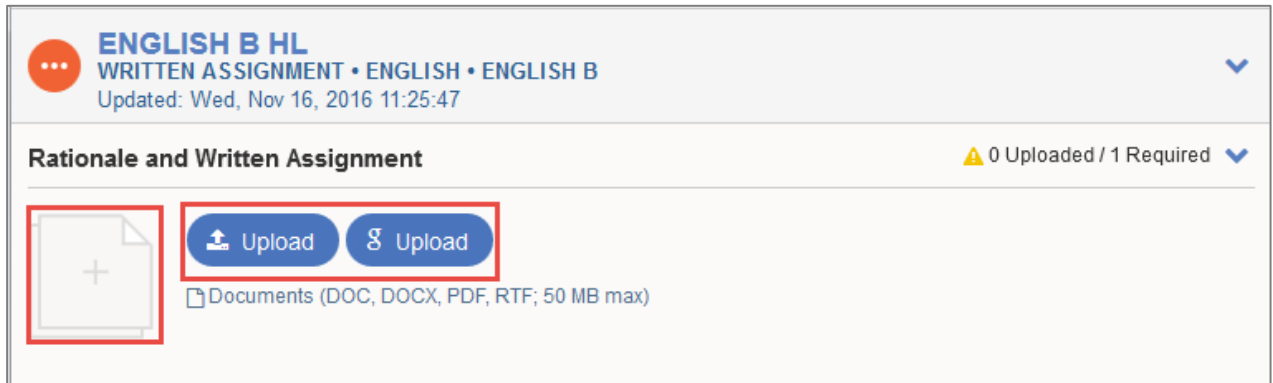 ENGLISH B HL
WRITTEN ASSIGNMENT • ENGLISH • ENGLISH B
Updated: Wed, Nov 16, 2016 11:25:47
Rationale and Written Assignment
0 Uploaded / 1 Required
Upload
g Upload
Documents (DOC, DOCX, PDF, RTF; 50 MB max)